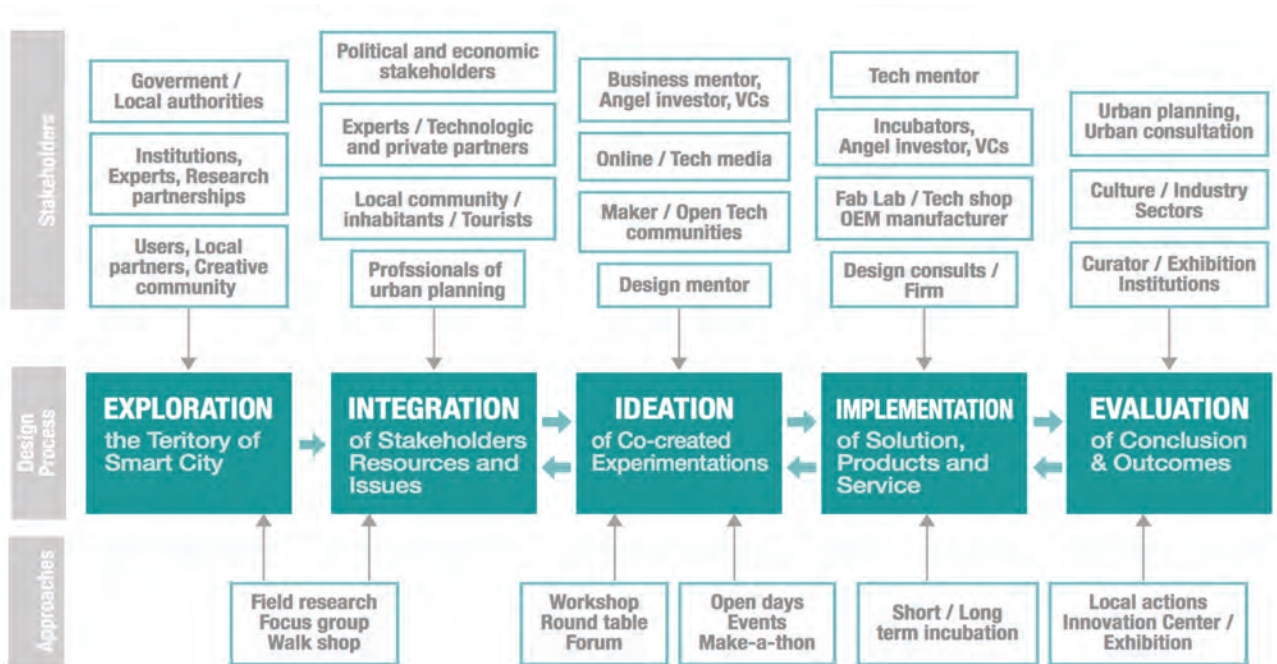 Stakeholders
Goverment /
Local authorities
Institutions,
Experts, Research
partnerships
Users, Local
partners, Creative
community
Political and economic
stakeholders
Experts / Technologic
and private partners
Local community /
inhabitants / Tourists
Profssionals of
urban planning
Business mentor,
Angel investor, VCs
Online / Tech media
Maker / Open Tech
communities
Design mentor
Tech mentor
Incubators,
Angel investor, VCs
Fab Lab / Tech shop
OEM manufacturer
Design consults /
Firm
Urban planning,
Urban consultation
Culture / Industry
Sectors
Curator / Exhibition
Institutions
Design
Process
EXPLORATION
the Teritory of
Smart City
INTEGRATION
of Stakeholders
Resources and
Issues
IDEATION
of Co-created
Experimentations
IMPLEMENTATION
of Solution,
Products and
Service
EVALUATION
of Conclusion
& Outcomes
Approaches
Field research
Focus group
Walk shop
Workshop
Round table
Forum
Open days
Events
Make-a-thon
Short / Long
term incubation
Local actions
Innovation Center /
Exhibition